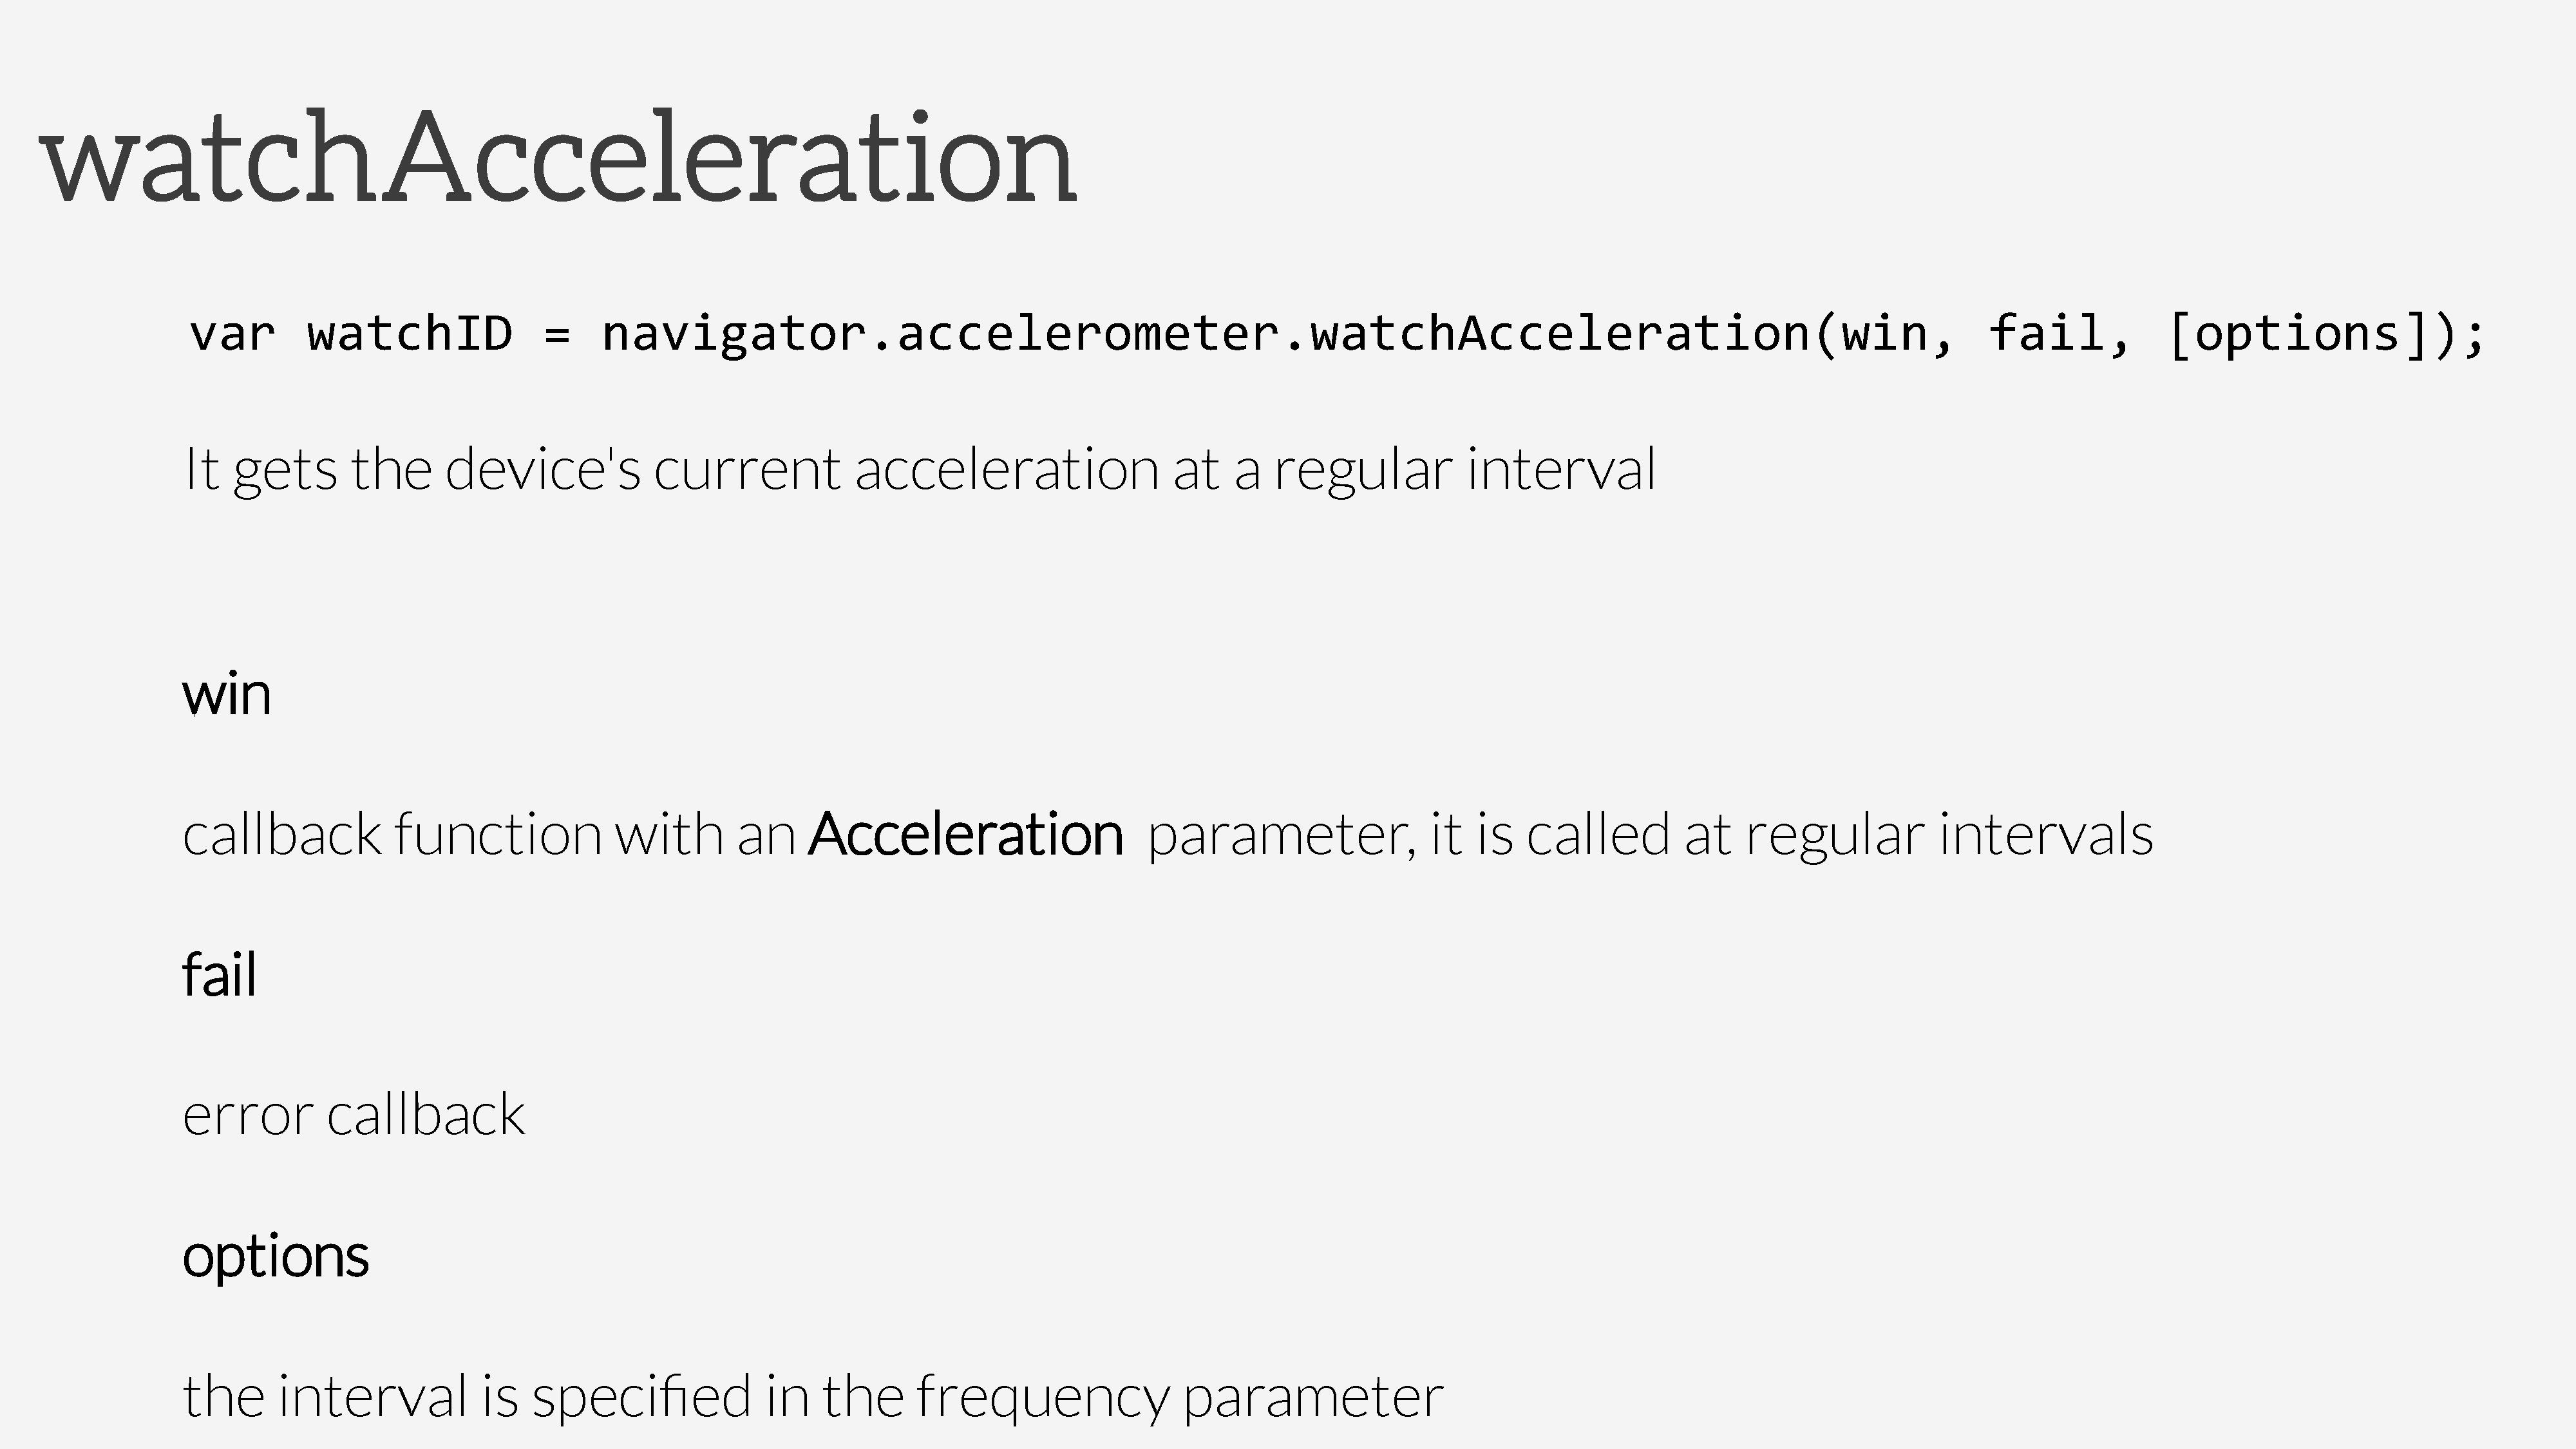 watchAcceleration
var watchID = navigator.accelerometer.watchAcceleration(win, fail, [options]);
It gets the device's current acceleration at a regular interval
win
callback function with an Acceleration parameter, it is called at regular intervals
fail
error callback
options
the interval is specified in the frequency parameter